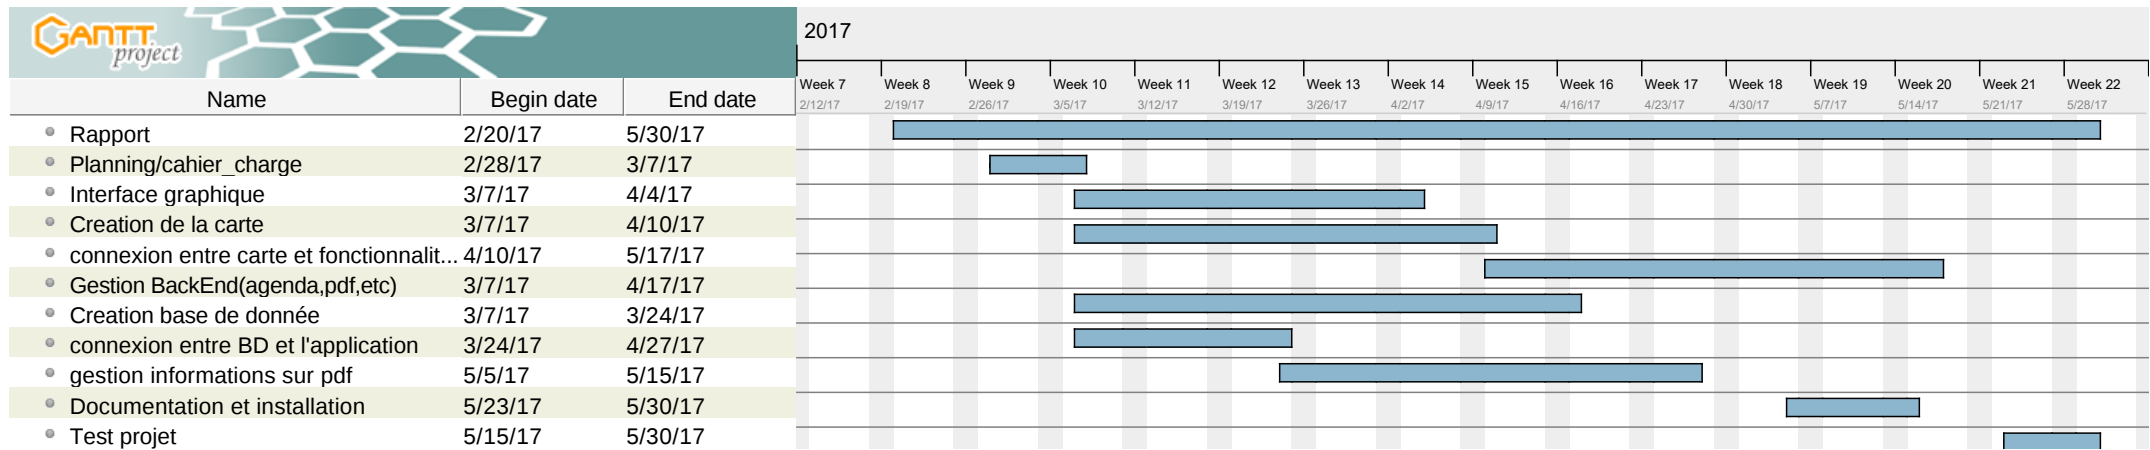 GANTT project
2017
Week 7 Week 8 Week 9 Week 10 Week 11 Week 12 Week 13 Week 14 Week 15 Week 16 Week 17 Week 18 Week 19 Week 20 Week 21 Week 22
Name Begin date End date
2/12/17 2/19/17 2/26/17 3/5/17 3/12/17 3/19/17 3/26/17 4/2/17 4/9/17 4/16/17 4/23/17 4/30/17 5/7/17 5/14/17 5/21/17 5/28/17
Rapport 2/20/17 5/30/17
Planning/cahier_charge 2/28/17 3/7/17
Interface graphique 3/7/17 4/4/17
Creation de la carte 3/7/17 4/10/17
connexion entre carte et fonctionnalit... 4/10/17 5/17/17
Gestion BackEnd(agenda,pdf,etc) 3/7/17 4/17/17
Creation base de donnée 3/7/17 3/24/17
connexion entre BD et l'application 3/24/17 4/27/17
gestion informations sur pdf 5/5/17 5/15/17
Documentation et installation 5/23/17 5/30/17
Test projet 5/15/17 5/30/17